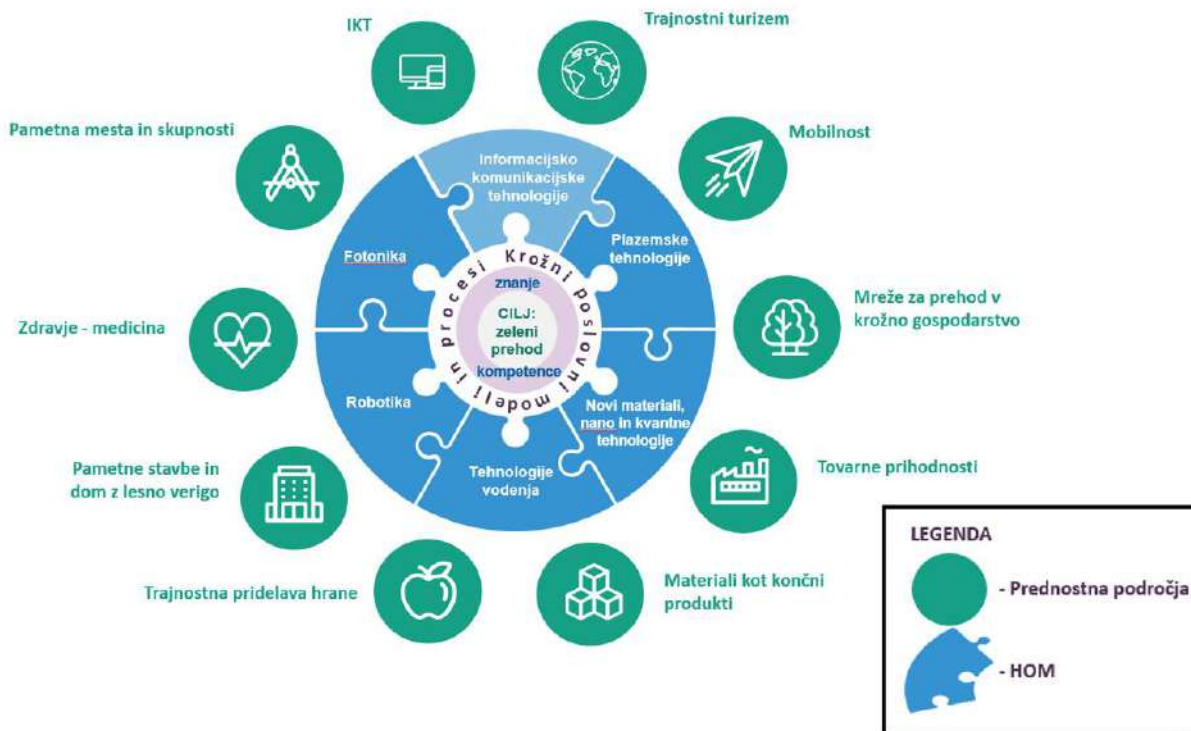 IKT
Trajnostni turizem
Pametna mesta in skupnosti
Mobilnost
Informacijsko
komunikacijske
tehnologije
Fotonika
Plazemske
tehnologije
Krožni poslovni modeli in procesi
znanje
CILJ:
zeleni
prehod
kompetence
Zdravje - medicina
Mreže za prehod v
krožno gospodarstvo
Robotika
Novi materiali,
nano in kvantne
tehnologije
Tehnologije
vodenja
Pametne stavbe in
dom z lesno verigo
Tovarne prihodnosti
Trajnostna pridelava hrane
Materiali kot končni
produkti
LEGENDA
- Prednostna področja
- HOM